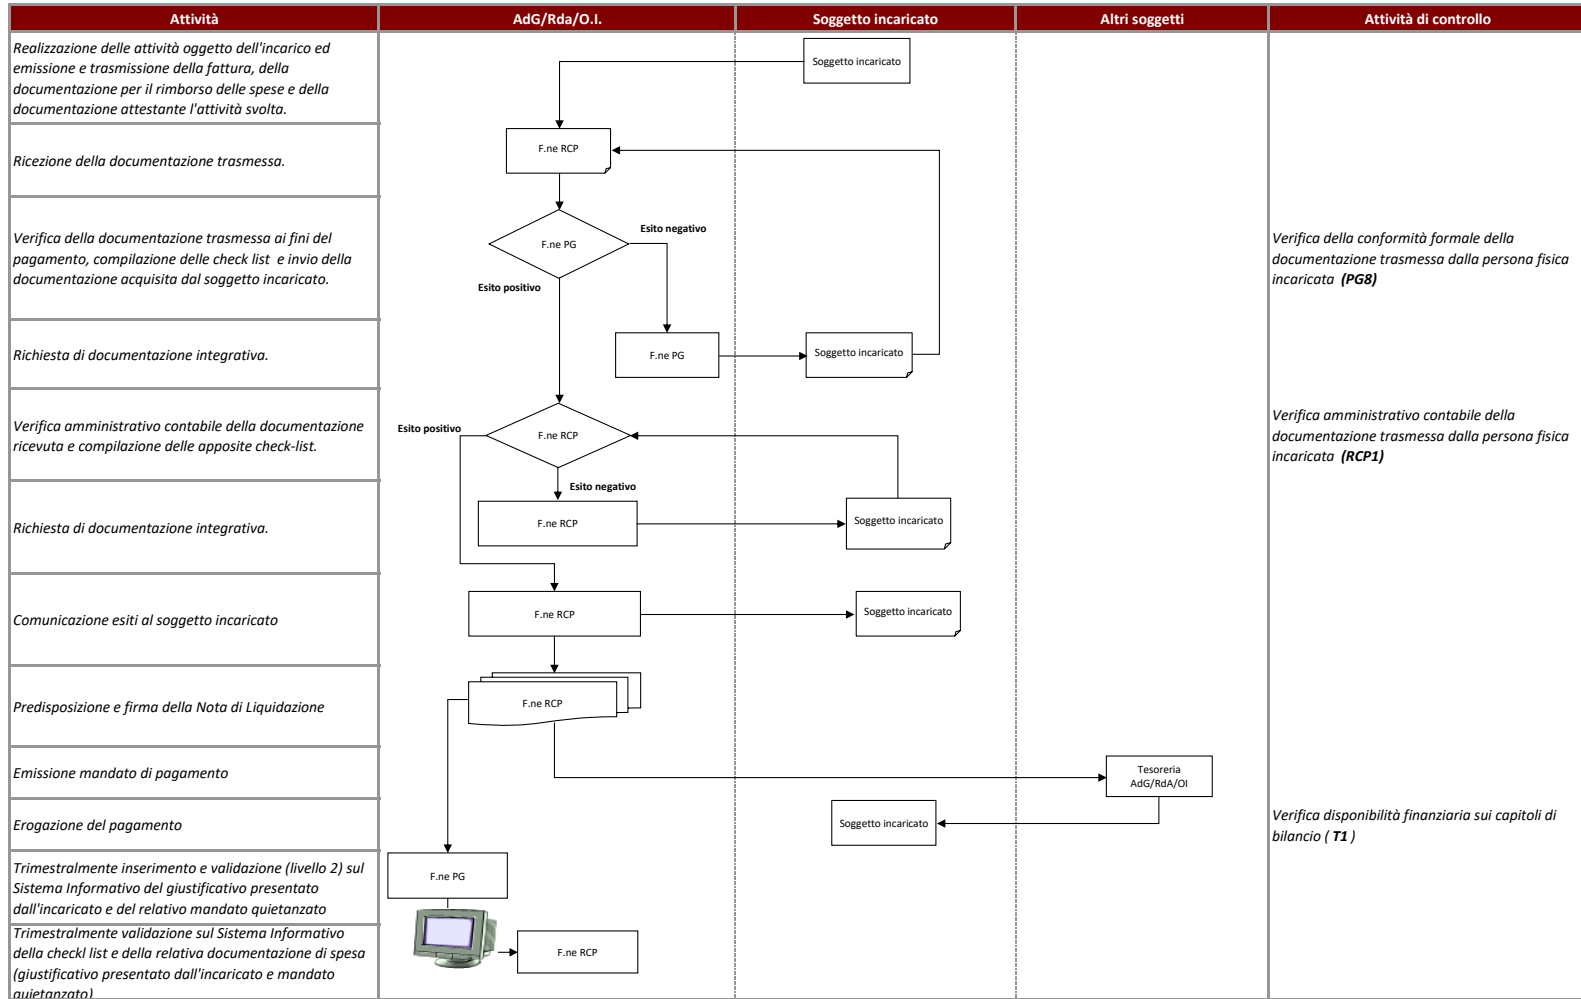 Attività
AdG/Rda/O.I.
Soggetto incaricato
Altri soggetti
Attività di controllo
Realizzazione delle attività oggetto dell'incarico ed
emissione e trasmissione della fattura, della
documentazione per il rimborso delle spese e della
documentazione attestante l'attività svolta.
Soggetto incaricato
Ricezione della documentazione trasmessa.
F.ne RCP
Verifica della documentazione trasmessa ai fini del
pagamento, compilazione delle check list e invio della
documentazione acquisita dal soggetto incaricato.
F.ne PG
Esito negativo
Esito positivo
Verifica della conformità formale della
documentazione trasmessa dalla persona fisica
incaricata (PG8)
Richiesta di documentazione integrativa.
F.ne PG
Soggetto incaricato
Verifica amministrativo contabile della documentazione
ricevuta e compilazione delle apposite check-list.
Esito positivo
F.ne RCP
Esito negativo
Verifica amministrativo contabile della
documentazione trasmessa dalla persona fisica
incaricata (RCP1)
Richiesta di documentazione integrativa.
F.ne RCP
Soggetto incaricato
Comunicazione esiti al soggetto incaricato
F.ne RCP
Soggetto incaricato
Predisposizione e firma della Nota di Liquidazione
F.ne RCP
Emissione mandato di pagamento
Tesoreria
AdG/RdA/OI
Erogazione del pagamento
Soggetto incaricato
Verifica disponibilità finanziaria sui capitoli di
bilancio ( T1 )
Trimestralmente inserimento e validazione (livello 2) sul
Sistema Informativo del giustificativo presentato
dall'incaricato e del relativo mandato quietanzato
F.ne PG
Trimestralmente validazione sul Sistema Informativo
della checkl list e della relativa documentazione di spesa
(giustificativo presentato dall'incaricato e mandato
quietanzato)
F.ne RCP